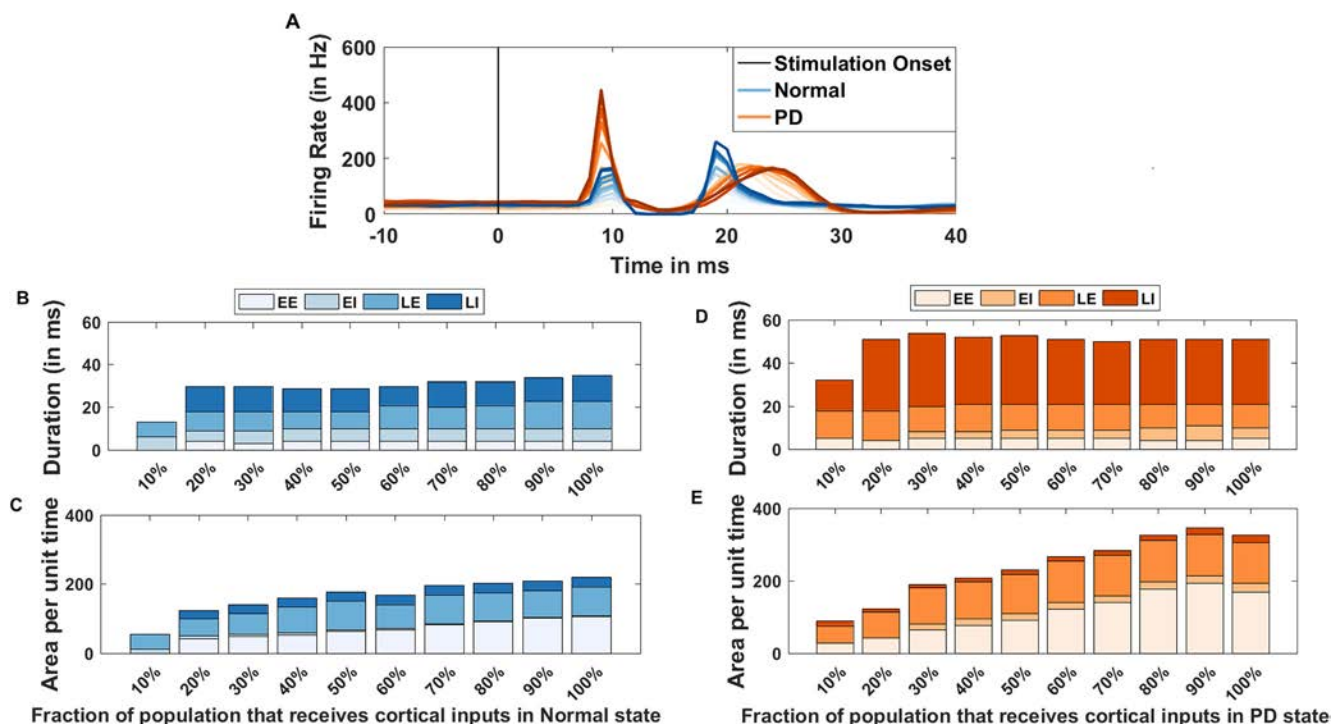 A
Firing Rate (in Hz)
600
400
200
0
Stimulation Onset
Normal
PD
-10 0 10 20 30 40
Time in ms
B
EE EI LE LI
Duration (in ms)
60
40
20
0
10% 20% 30% 40% 50% 60% 70% 80% 90% 100%
C
Area per unit time
400
200
0
10% 20% 30% 40% 50% 60% 70% 80% 90% 100%
Fraction of population that receives cortical inputs in Normal state
D
EE EI LE LI
Duration (in ms)
60
40
20
0
10% 20% 30% 40% 50% 60% 70% 80% 90% 100%
E
Area per unit time
400
200
0
10% 20% 30% 40% 50% 60% 70% 80% 90% 100%
Fraction of population that receives cortical inputs in PD state